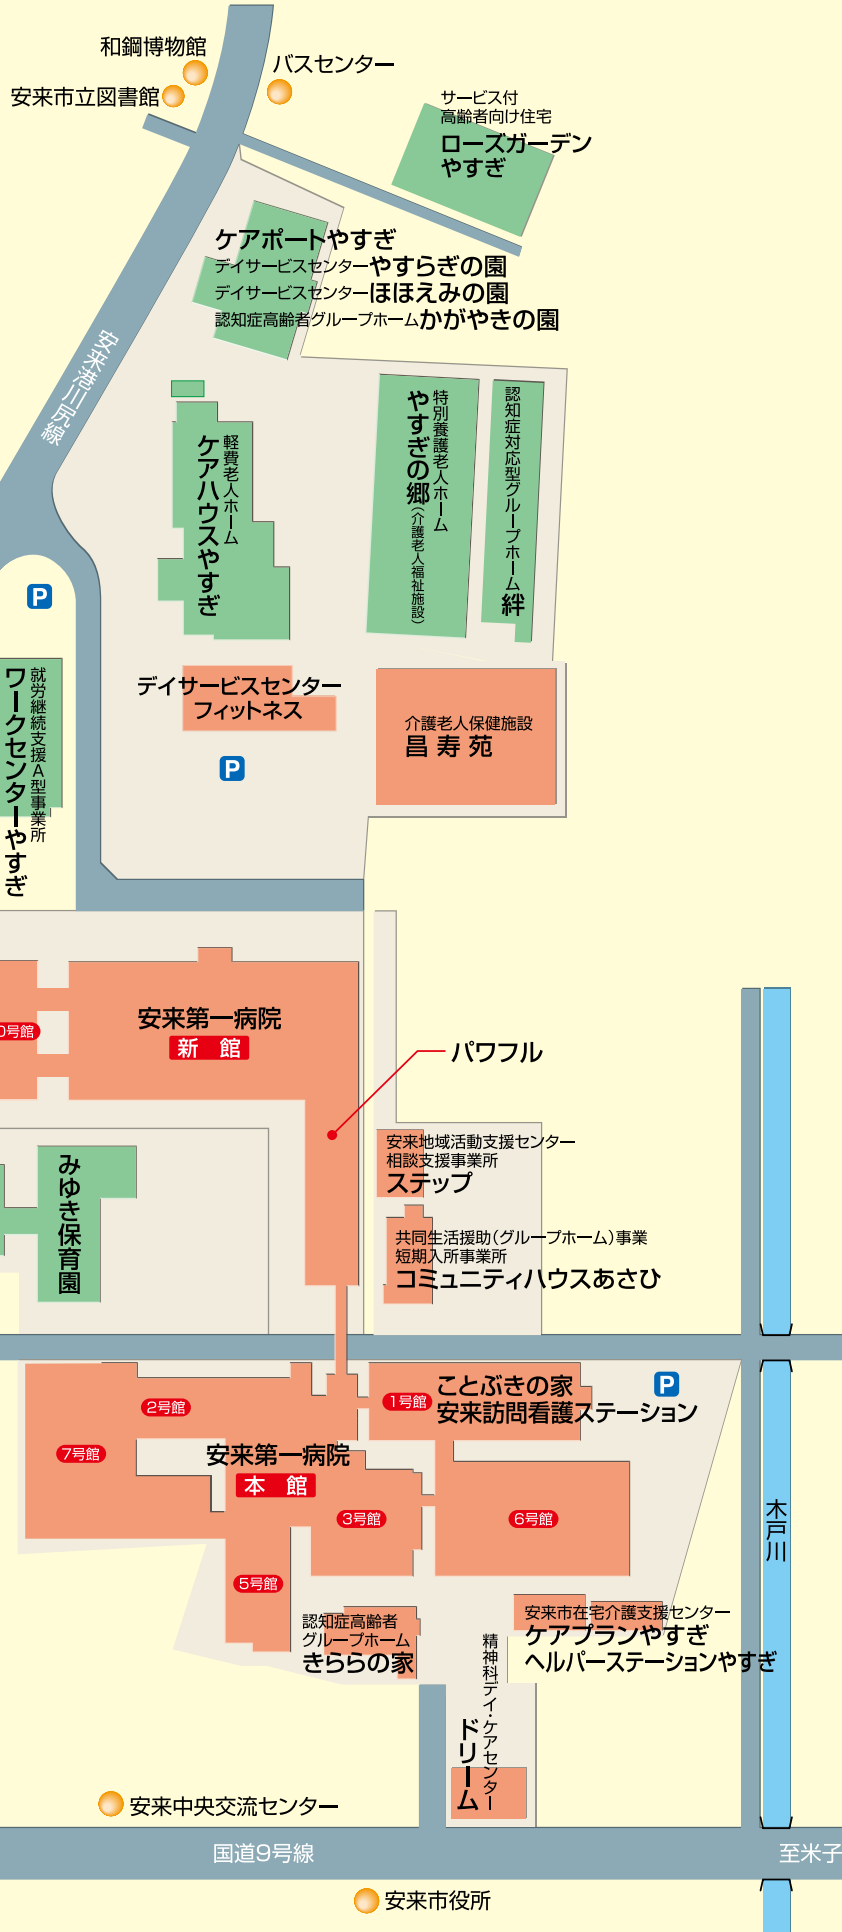 和鋼博物館
バスセンター
安来市立図書館
サービス付
高齢者向け住宅
ローズガーデン
やすぎ
ケアポートやすぎ
デイサービスセンターやすらぎの園
デイサービスセンターほほえみの園
認知症高齢者グループホームかがやきの園
安来港川尻線
軽費老人ホーム
ケアハウスやすぎ
特別養護老人ホーム
やすぎの郷(介護老人福祉施設)
認知症対応型グループホーム絆
P
就労継続支援A型事業所
ワークセンターやすぎ
デイサービスセンター
フィットネス
介護老人保健施設
昌寿苑
P
安来第一病院
新 館
0号館
パワフル
みゆき保育園
安来地域活動支援センター
相談支援事業所
ステップ
共同生活援助(グループホーム)事業
短期入所事業所
コミュニティハウスあさひ
1号館
ことぶきの家
安来訪問看護ステーション
P
2号館
7号館
安来第一病院
本 館
3号館
6号館
5号館
木戸川
認知症高齢者
グループホーム
きららの家
安来市在宅介護支援センター
ケアプランやすぎ
ヘルパーステーションやすぎ
精神科デイ・ケアセンター
ドリーム
安来中央交流センター
国道9号線
至米子
安来市役所